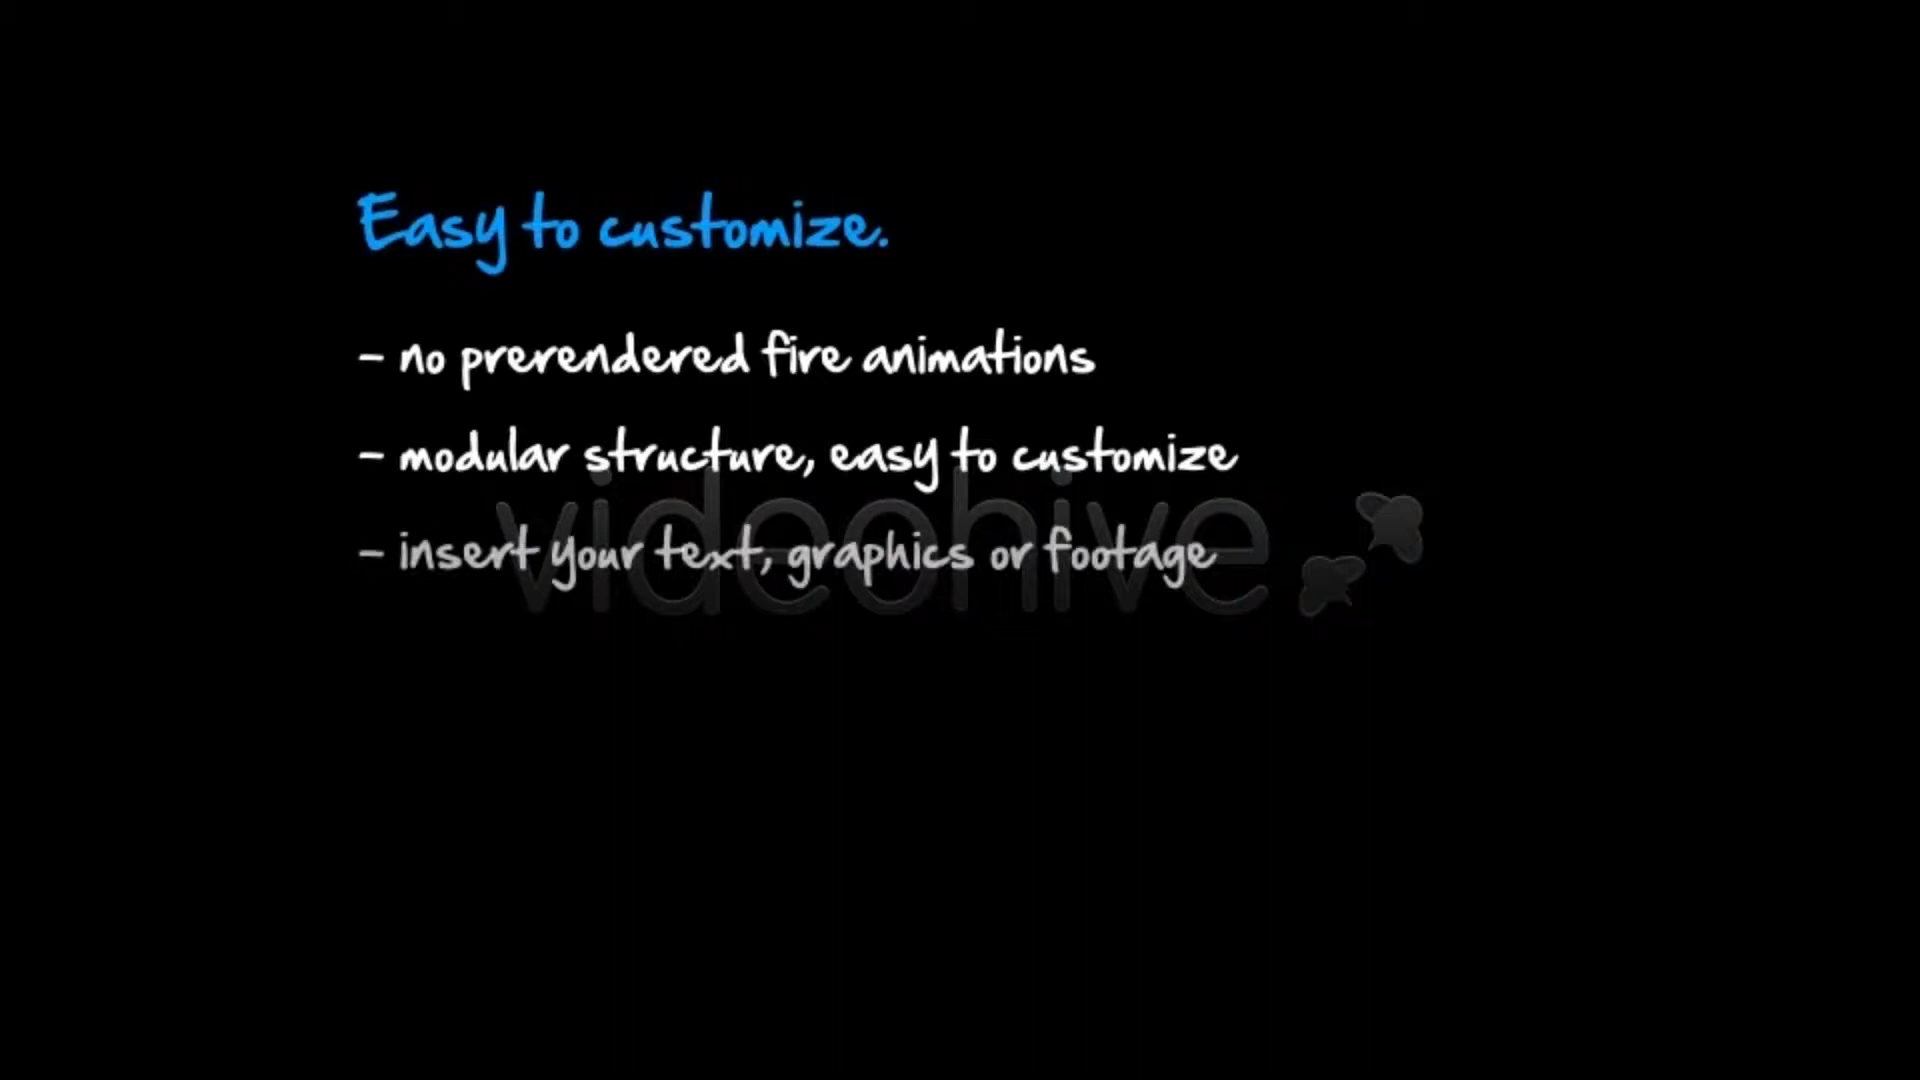 Easy to customize.
- no prerendered fire animations
- modular structure, easy to customize
- insert your text, graphics or footage
videohive